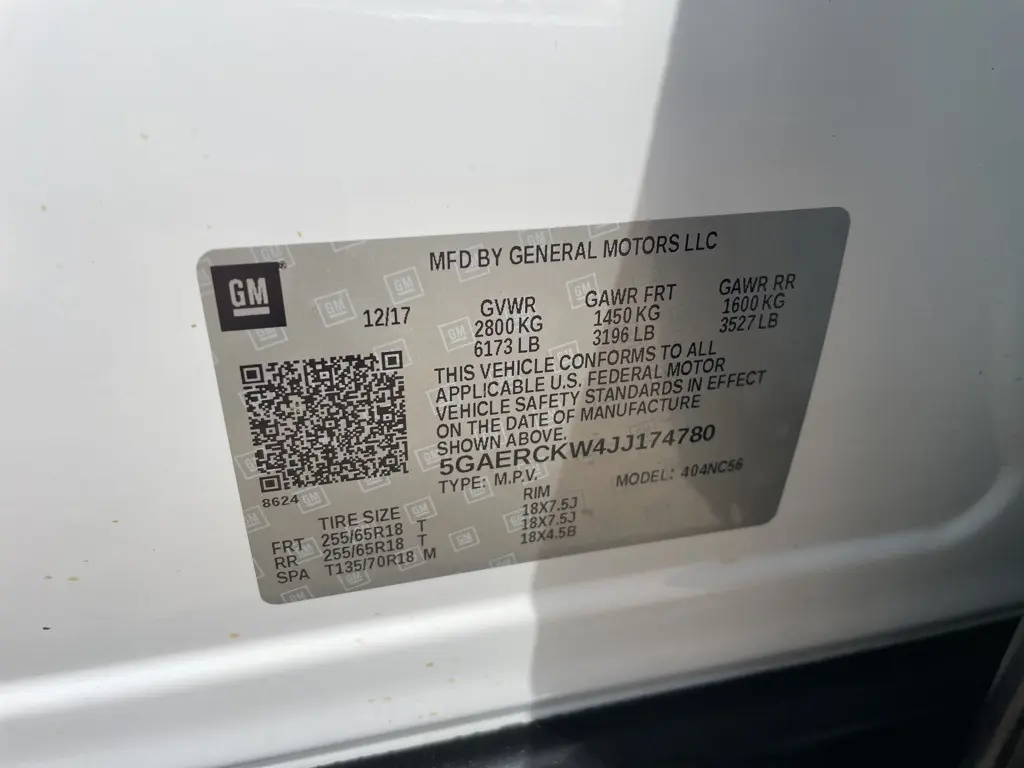 MFD BY GENERAL MOTORS LLC
GM
12/17
GVWR
2800 KG
6173 LB
GAWR FRT
1450 KG
3196 LB
GAWR RR
1600 KG
3527 LB
THIS VEHICLE CONFORMS TO ALL
APPLICABLE U.S. FEDERAL MOTOR
VEHICLE SAFETY STANDARDS IN EFFECT
ON THE DATE OF MANUFACTURE
SHOWN ABOVE.
5GAERCKW4JJ174780
TYPE: M.P.V. MODEL: 404NC56
8624
TIRE SIZE RIM
FRT 255/65R18 T 18X7.5J
RR 255/65R18 T 18X7.5J
SPA T135/70R18 M 18X4.5B